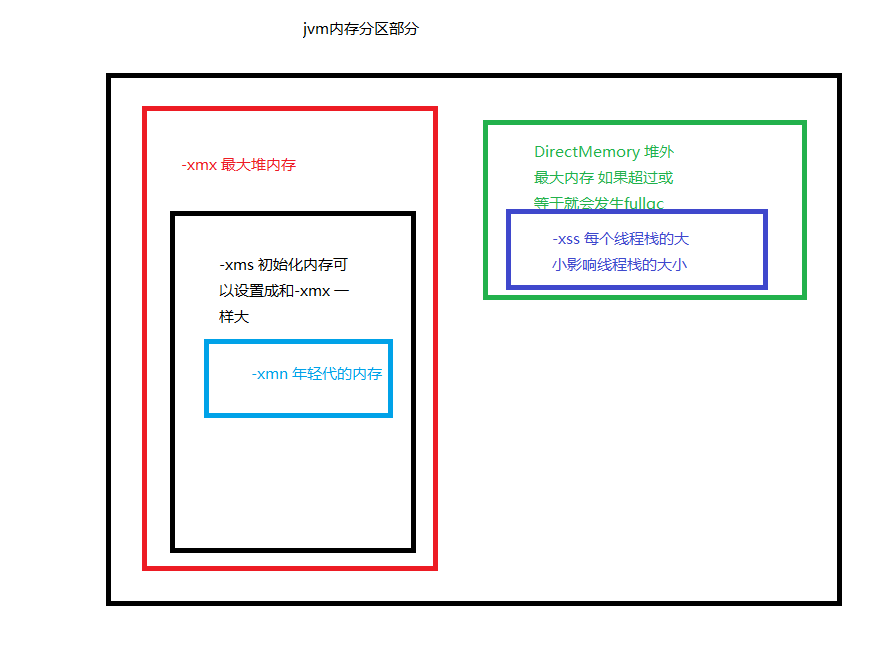 jvm内存分区部分
-xmx 最大堆内存
DirectMemory 堆外
最大内存 如果超过或
等于就会发生fullgc
-xss 每个线程栈的大
小影响线程栈的大小
-xms 初始化内存可
以设置成和-xmx 一
样大
-xmn 年轻代的内存